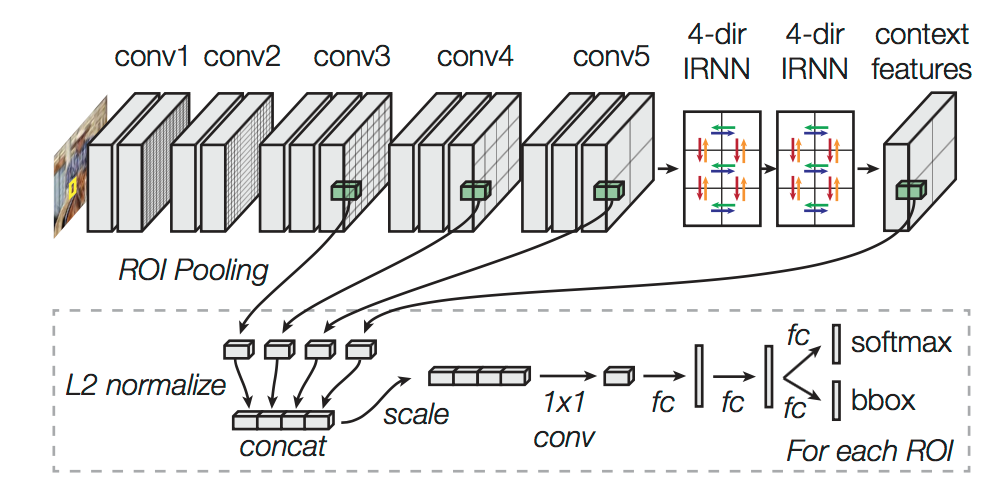 conv1 conv2 conv3 conv4 conv5
4-dir
IRNN
4-dir
IRNN
context
features
ROI Pooling
L2 normalize
concat
scale
1x1
conv
fc
fc
fc
fc
softmax
bbox
For each ROI